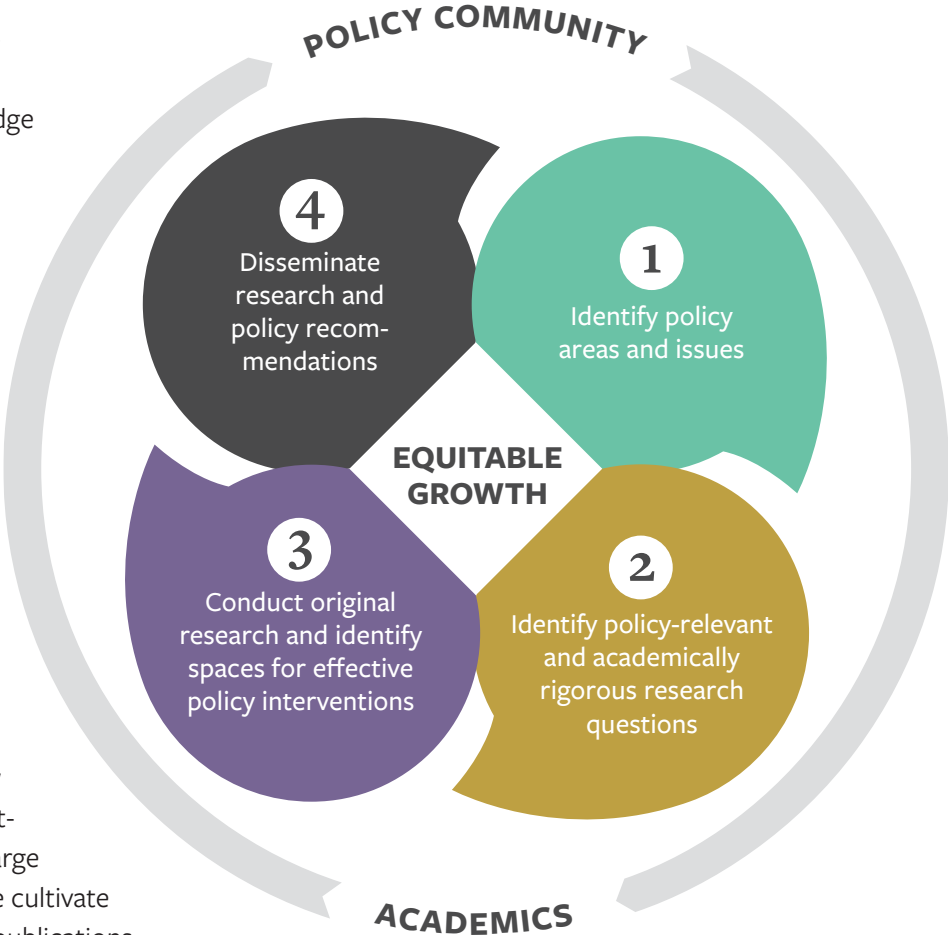 POLICY COMMUNITY
4
Disseminate
research and
policy recom-
mendations
1
Identify policy
areas and issues
EQUITABLE
GROWTH
3
Conduct original
research and identify
spaces for effective
policy interventions
2
Identify policy-relevant
and academically
rigorous research
questions
cultivate
ACADEMICS